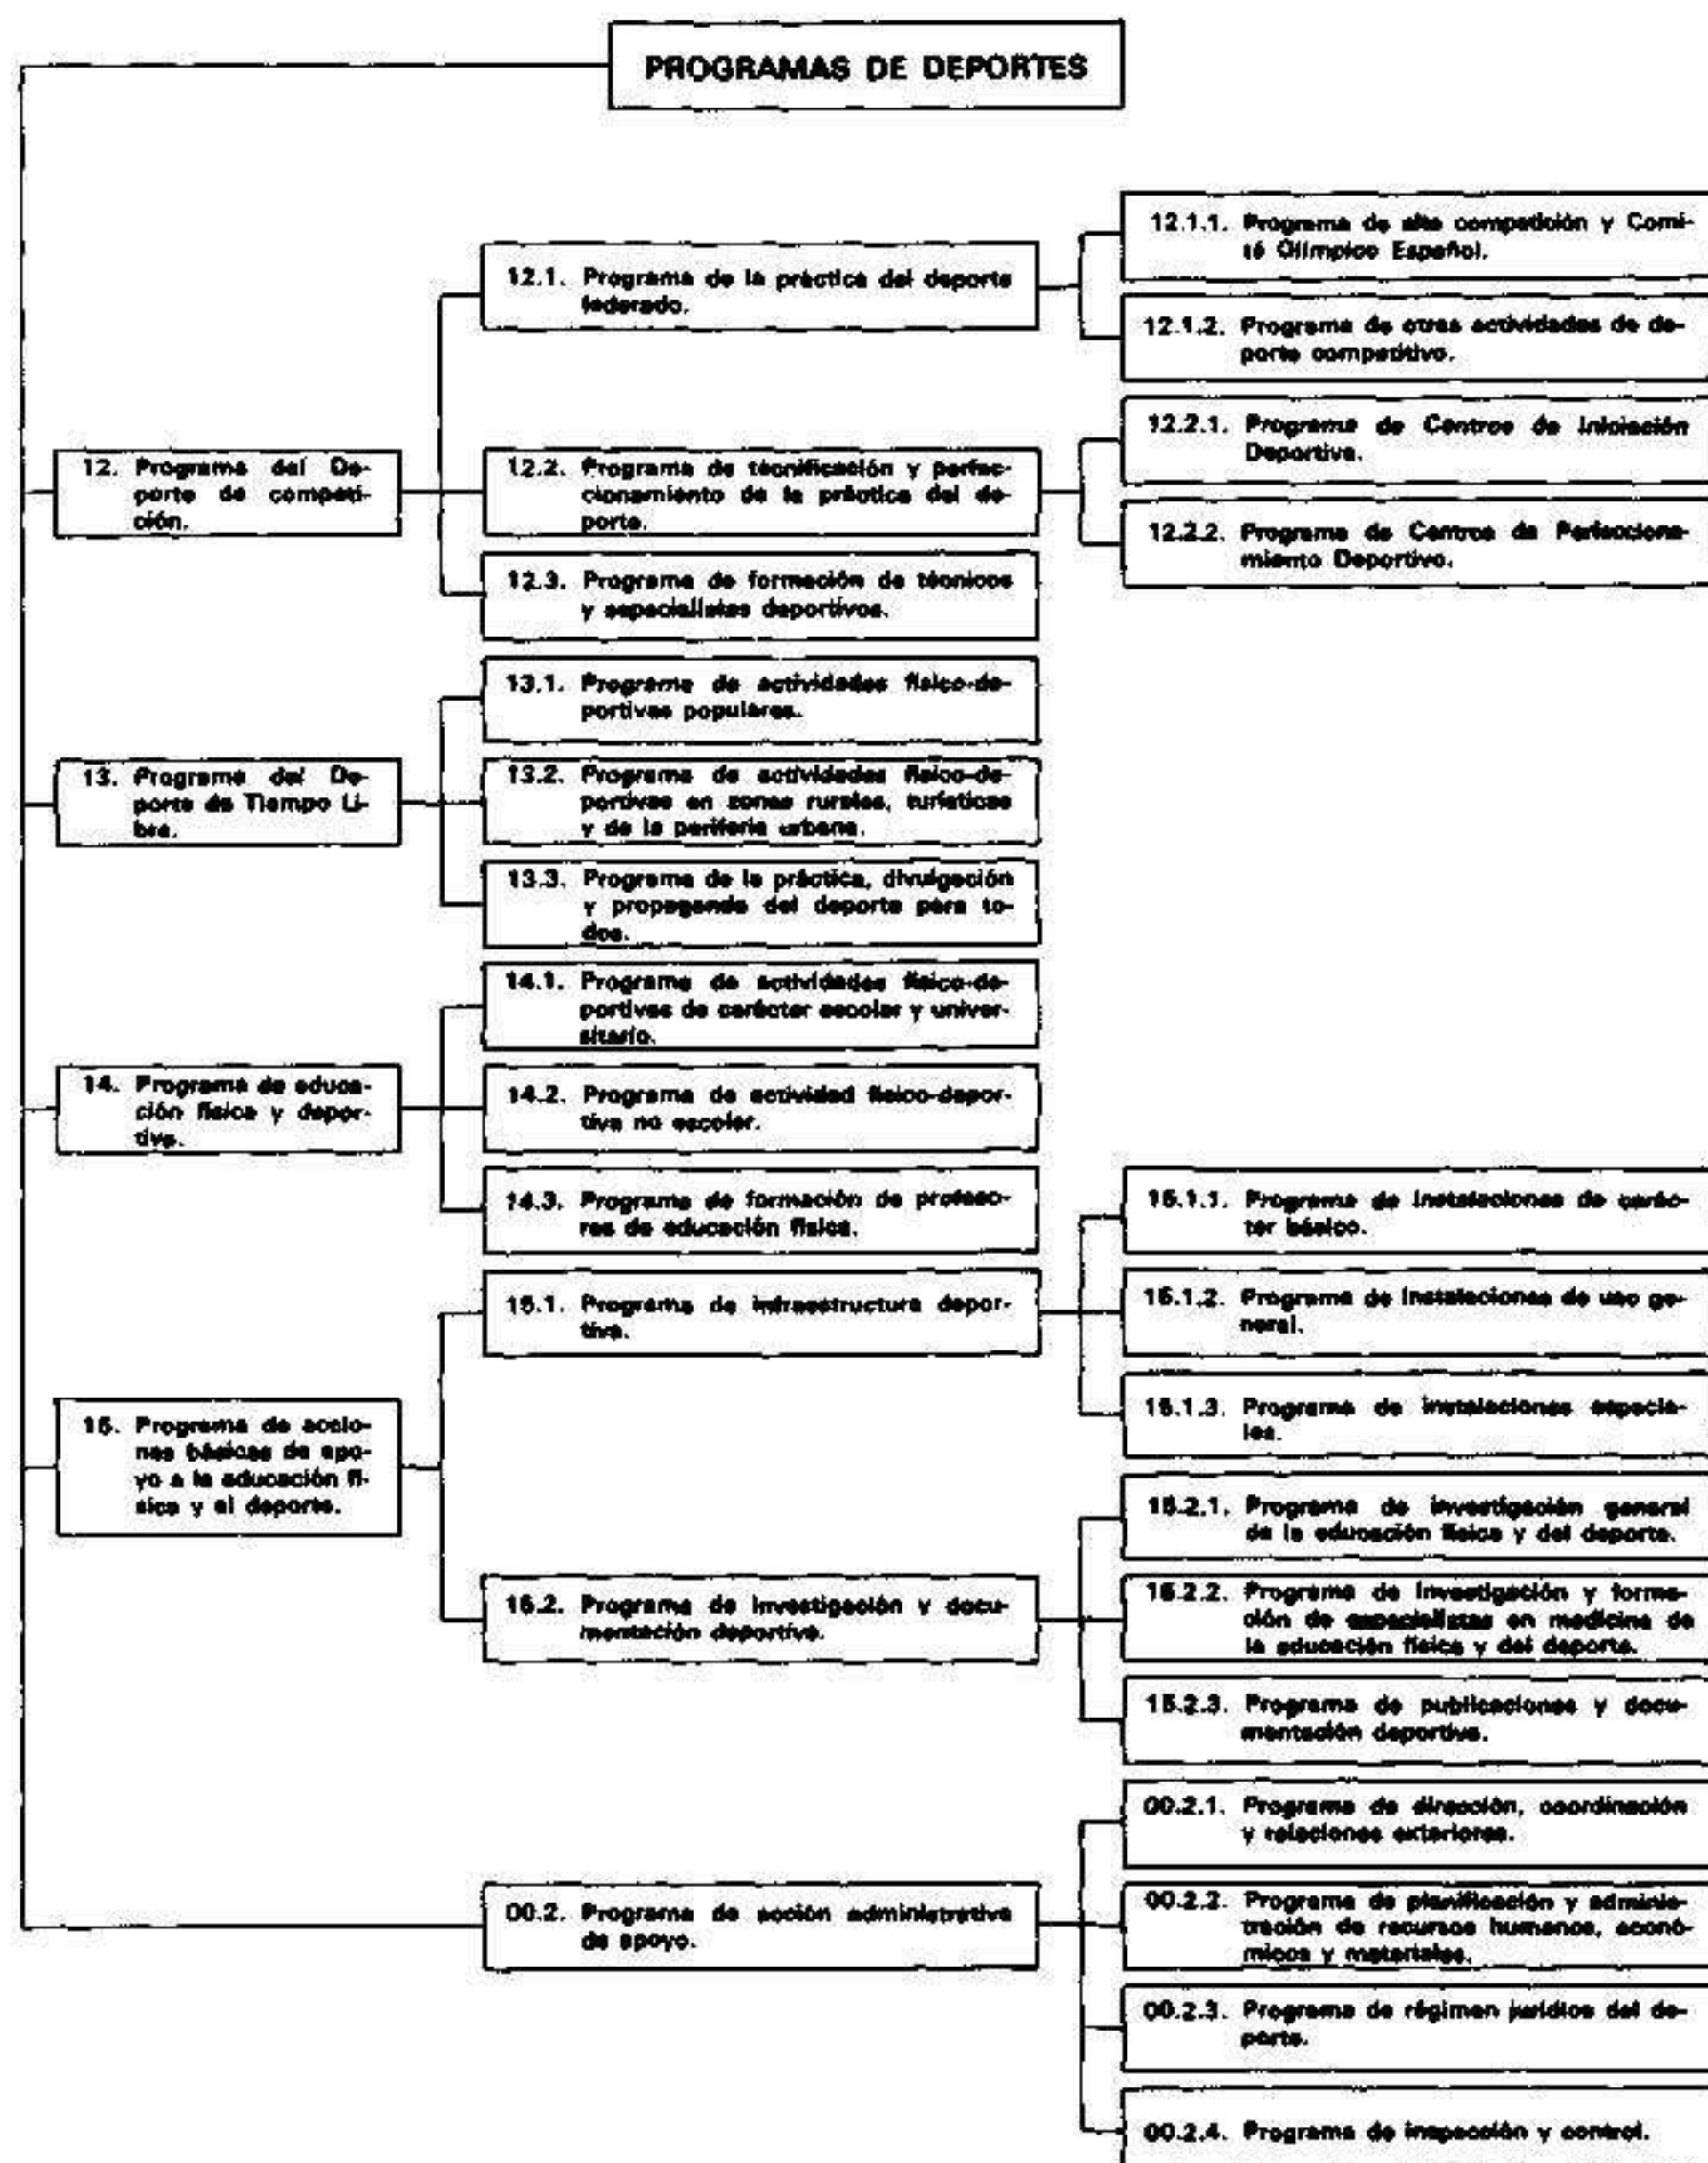 PROGRAMAS DE DEPORTES
12. Programa del De-
porte de competi-
ción.
12.1. Programa de la práctica del deporte
federado.
12.1.1. Programa de alta competición y Comi-
té Olímpico Español.
12.1.2. Programa de otras actividades de de-
porte competitivo.
12.2. Programa de tecnificación y perfec-
cionamiento de la práctica del de-
porte.
12.2.1. Programa de Centros de Iniciación
Deportiva.
12.2.2. Programa de Centros de Perfecciona-
miento Deportivo.
12.3. Programa de formación de técnicos
y especialistas deportivos.
13. Programa del De-
porte de Tiempo Li-
bre.
13.1. Programa de actividades físico-de-
portivas populares.
13.2. Programa de actividades físico-de-
portivas en zonas rurales, turísticas
y de la periferia urbana.
13.3. Programa de la práctica, divulgación
y propaganda del deporte para to-
dos.
14. Programa de educa-
ción física y depor-
tiva.
14.1. Programa de actividades físico-de-
portivas de carácter escolar y univer-
sitario.
14.2. Programa de actividad físico-depor-
tiva no escolar.
14.3. Programa de formación de profeso-
res de educación física.
15. Programa de accio-
nes básicas de apo-
yo a la educación fí-
sica y el deporte.
15.1. Programa de infraestructura depor-
tiva.
15.1.1. Programa de instalaciones de carác-
ter básico.
15.1.2. Programa de instalaciones de uso ge-
neral.
15.1.3. Programa de instalaciones especia-
les.
15.2. Programa de investigación y docu-
mentación deportiva.
15.2.1. Programa de investigación general
de la educación física y del deporte.
15.2.2. Programa de investigación y forma-
ción de especialistas en medicina de
la educación física y del deporte.
15.2.3. Programa de publicaciones y docu-
mentación deportiva.
00.2. Programa de acción administrativa
de apoyo.
00.2.1. Programa de dirección, coordinación
y relaciones exteriores.
00.2.2. Programa de planificación y adminis-
tración de recursos humanos, econó-
micos y materiales.
00.2.3. Programa de régimen jurídico del de-
porte.
00.2.4. Programa de inspección y control.